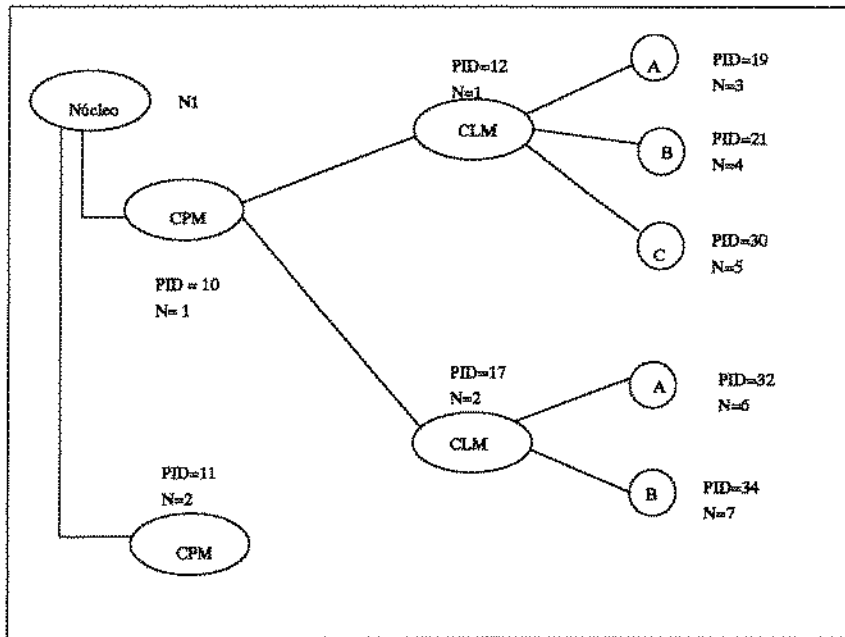 Núcleo
N1
CPM
PID = 10
N= 1
PID=11
N=2
CPM
PID=12
N=1
CLM
A
PID=19
N=3
B
PID=21
N=4
C
PID=30
N=5
PID=17
N=2
CLM
A
PID=32
N=6
B
PID=34
N=7